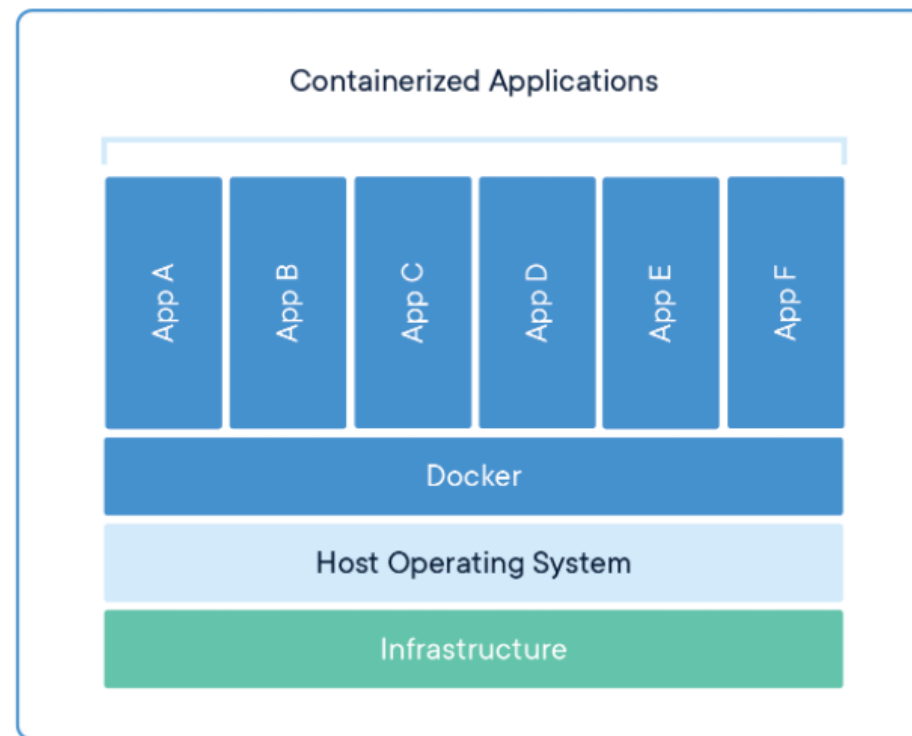 Containerized Applications
App A
App B
App C
App D
App E
App F
Docker
Host Operating System
Infrastructure